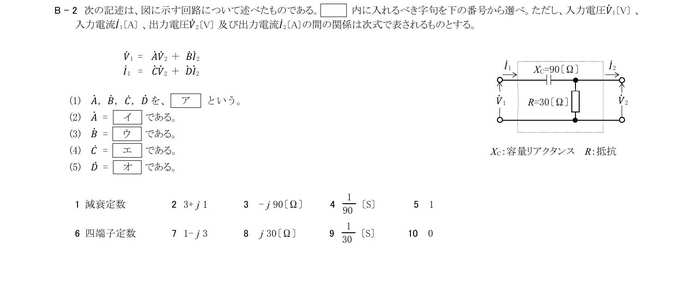 B－2 次の記述は、図に示す回路について述べたものである。 内に入れるべき字句を下の番号から選べ。ただし、入力電圧V̇₁〔V〕、
入力電流İ₁〔A〕、出力電圧V̇₂〔V〕及び出力電流İ₂〔A〕の間の関係は次式で表されるものとする。
V̇₁ = ȦV̇₂ + Ḃİ₂
İ₁ = ĊV̇₂ + Ḋİ₂
(1) Ȧ, Ḃ, Ċ, Ḋ を、 ア という。
(2) Ȧ = イ である。
(3) Ḃ = ウ である。
(4) Ċ = エ である。
(5) Ḋ = オ である。
İ₁ X_C=90〔Ω〕 İ₂
V̇₁ R=30〔Ω〕 V̇₂
X_C:容量リアクタンス R:抵抗
1 減衰定数 2 3+j1 3 −j90〔Ω〕 4 1/90 〔S〕 5 1
6 四端子定数 7 1−j3 8 j30〔Ω〕 9 1/30 〔S〕 10 0